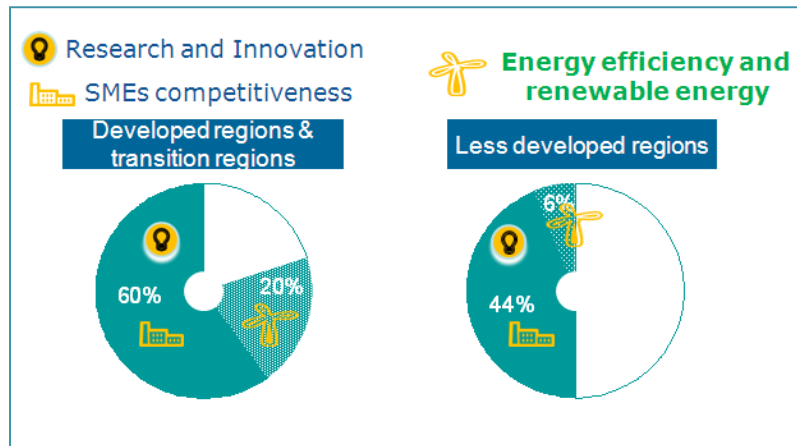 Research and Innovation
SMEs competitiveness
Energy efficiency and
renewable energy
Developed regions &
transition regions
Less developed regions
60%
20%
6%
44%